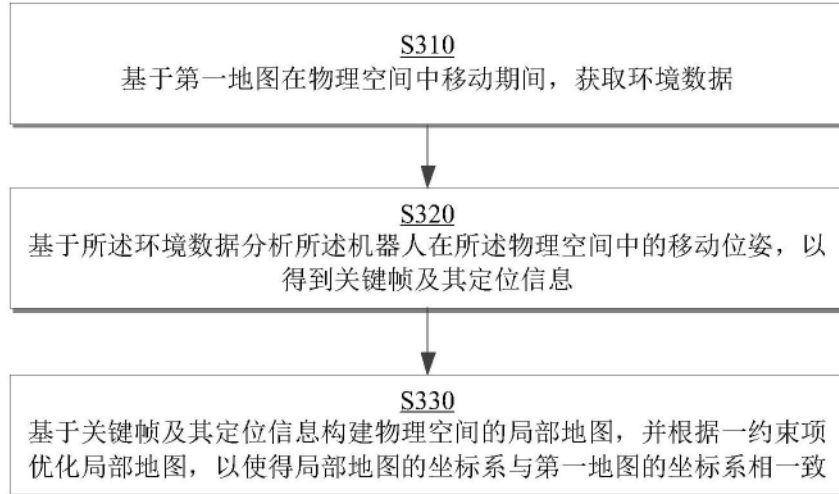 S310
基于第一地图在物理空间中移动期间，获取环境数据
S320
基于所述环境数据分析所述机器人在所述物理空间中的移动位姿，以
得到关键帧及其定位信息
S330
基于关键帧及其定位信息构建物理空间的局部地图，并根据一约束项
优化局部地图，以使得局部地图的坐标系与第一地图的坐标系相一致